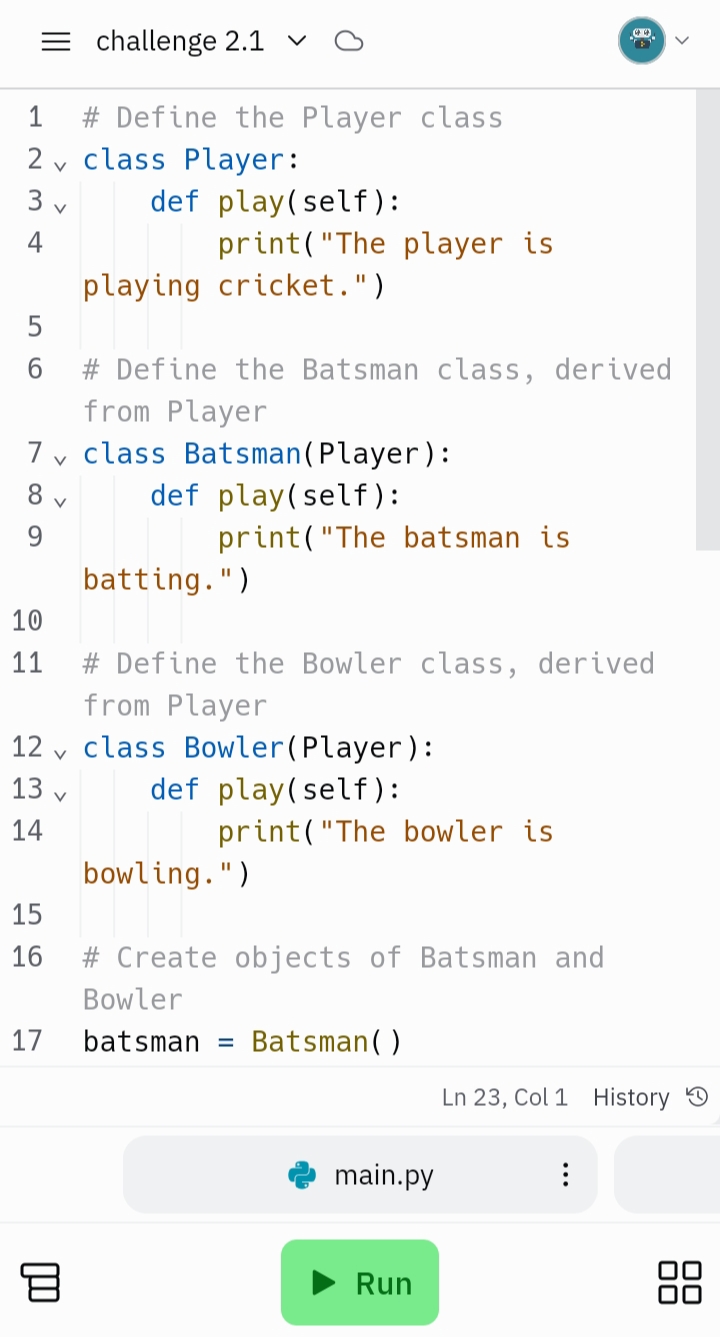 challenge 2.1
1 # Define the Player class
2 class Player:
3 def play(self):
4 print("The player is
playing cricket.")
5
6 # Define the Batsman class, derived
from Player
7 class Batsman(Player):
8 def play(self):
9 print("The batsman is
batting.")
10
11 # Define the Bowler class, derived
from Player
12 class Bowler(Player):
13 def play(self):
14 print("The bowler is
bowling.")
15
16 # Create objects of Batsman and
Bowler
17 batsman = Batsman()
Ln 23, Col 1 History
main.py
Run